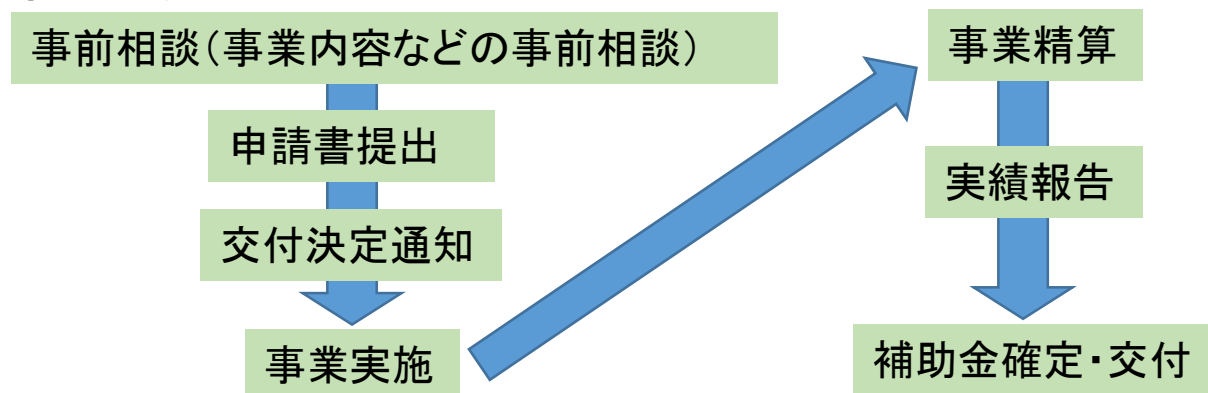 事前相談（事業内容などの事前相談）
申請書提出
交付決定通知
事業実施
事業精算
実績報告
補助金確定・交付